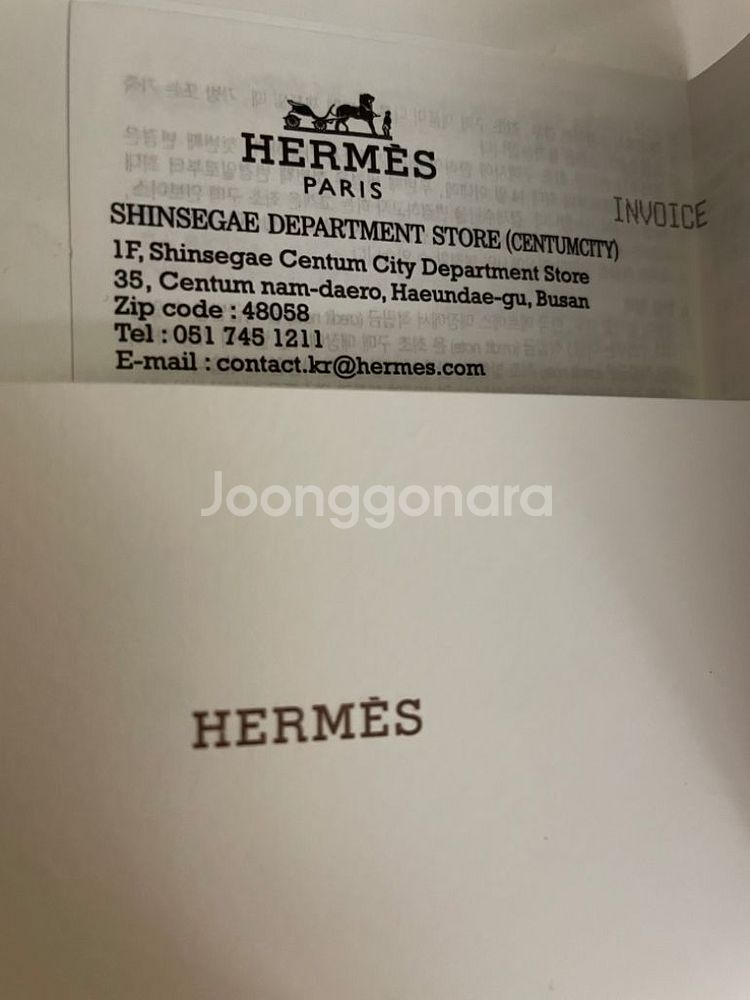 HERMÈS
PARIS
INVOICE
SHINSEGAE DEPARTMENT STORE (CENTUMCITY)
1F, Shinsegae Centum City Department Store
35, Centum nam-daero, Haeundae-gu, Busan
Zip code : 48058
Tel : 051 745 1211
E-mail : contact.kr@hermes.com
Joonggonara
HERMÈS